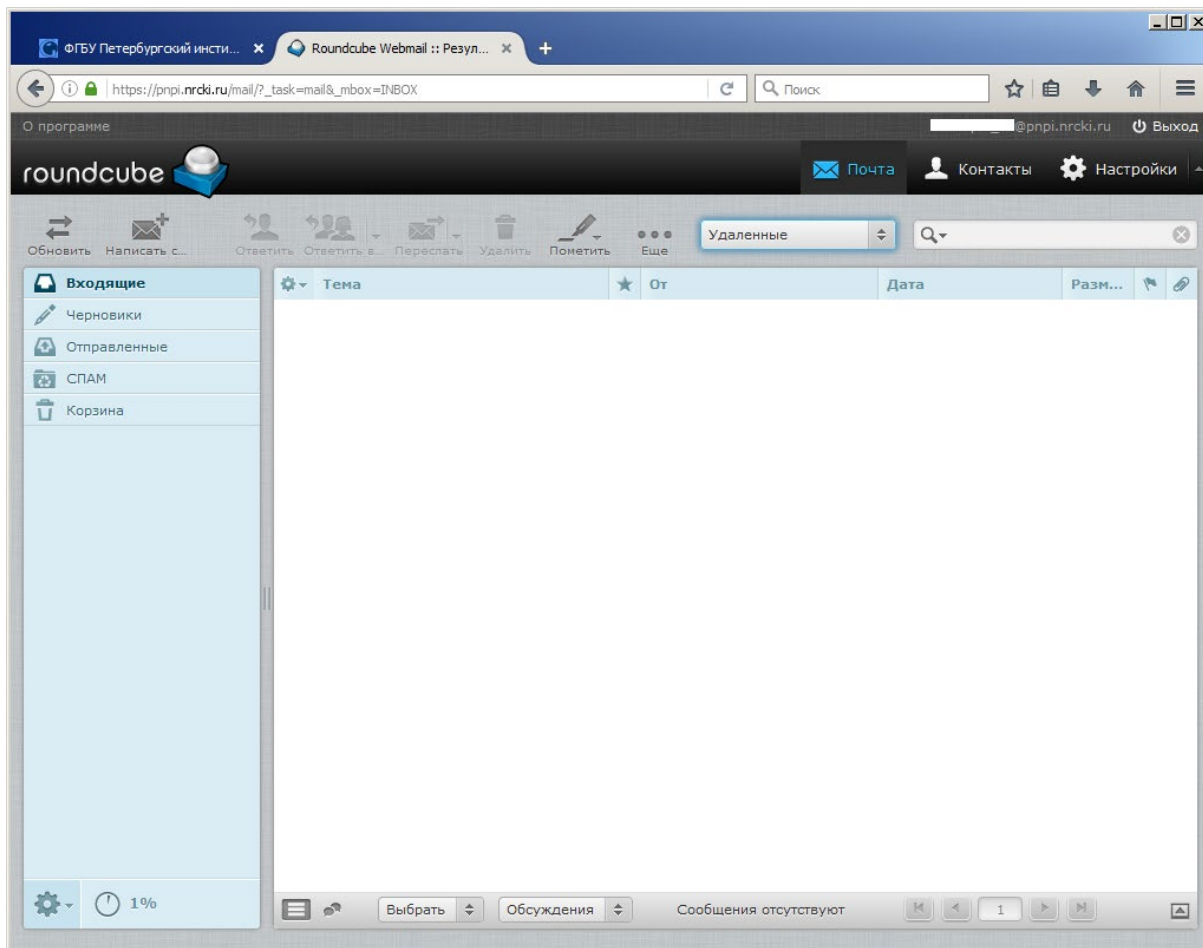 ФГБУ Петербургский инсти...
Roundcube Webmail :: Резул...
https://pnpi.nrcki.ru/mail/?_task=mail&_mbox=INBOX
Поиск
О программе
@pnpi.nrcki.ru
Выход
roundcube
Почта
Контакты
Настройки
Обновить
Написать с...
Ответить
Ответить в...
Переслать
Удалить
Пометить
Еще
Удаленные
Входящие
Черновики
Отправленные
СПАМ
Корзина
Тема
От
Дата
Разм...
1%
Выбрать
Обсуждения
Сообщения отсутствуют
1